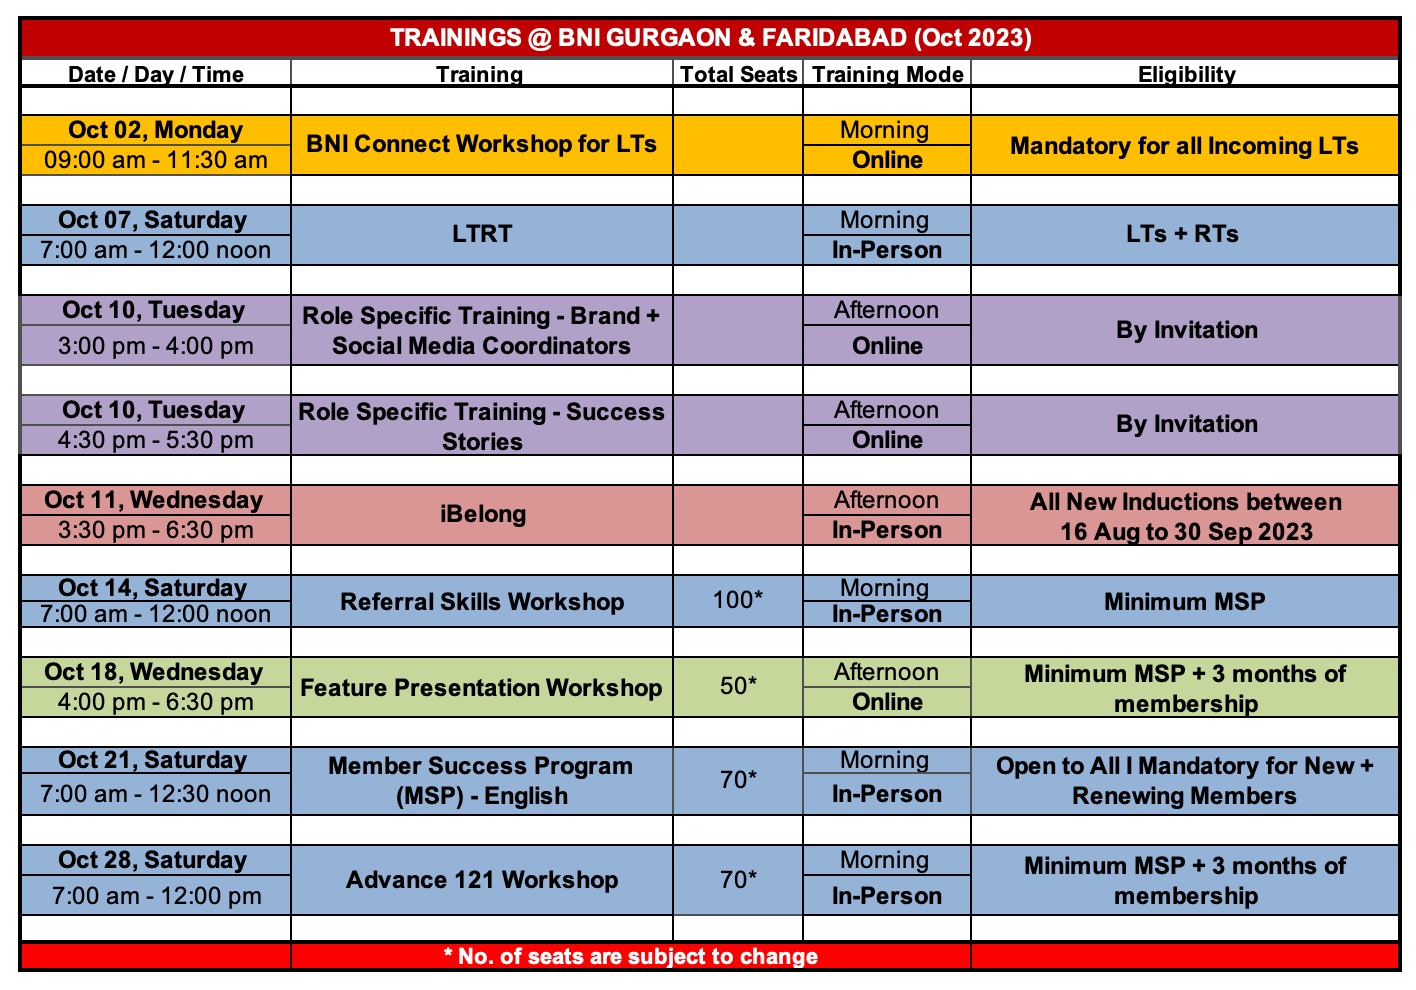 TRAININGS @ BNI GURGAON & FARIDABAD (Oct 2023)
Date / Day / Time Training Total Seats Training Mode Eligibility
Oct 02, Monday
09:00 am - 11:30 am
BNI Connect Workshop for LTs
Morning
Online
Mandatory for all Incoming LTs
Oct 07, Saturday
7:00 am - 12:00 noon
LTRT
Morning
In-Person
LTs + RTs
Oct 10, Tuesday
3:00 pm - 4:00 pm
Role Specific Training - Brand +
Social Media Coordinators
Afternoon
Online
By Invitation
Oct 10, Tuesday
4:30 pm - 5:30 pm
Role Specific Training - Success
Stories
Afternoon
Online
By Invitation
Oct 11, Wednesday
3:30 pm - 6:30 pm
iBelong
Afternoon
In-Person
All New Inductions between
16 Aug to 30 Sep 2023
Oct 14, Saturday
7:00 am - 12:00 noon
Referral Skills Workshop
100*
Morning
In-Person
Minimum MSP
Oct 18, Wednesday
4:00 pm - 6:30 pm
Feature Presentation Workshop
50*
Afternoon
Online
Minimum MSP + 3 months of
membership
Oct 21, Saturday
7:00 am - 12:30 noon
Member Success Program
(MSP) - English
70*
Morning
In-Person
Open to All l Mandatory for New +
Renewing Members
Oct 28, Saturday
7:00 am - 12:00 pm
Advance 121 Workshop
70*
Morning
In-Person
Minimum MSP + 3 months of
membership
* No. of seats are subject to change